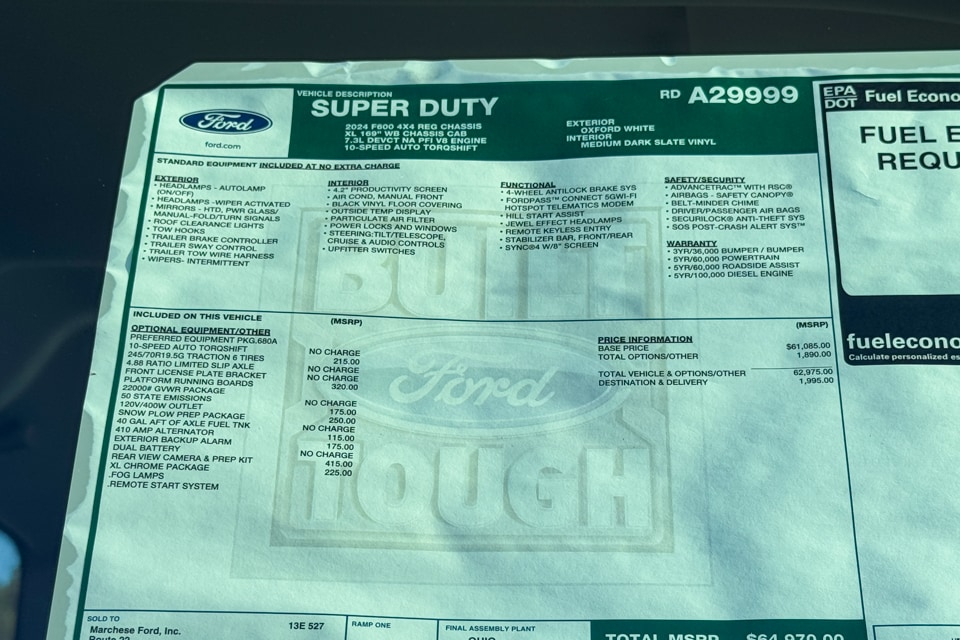 Ford
ford.com
VEHICLE DESCRIPTION
SUPER DUTY
2024 F600 4X4 REG CHASSIS
XL 169" WB CHASSIS CAB
7.3L DEVCT NA PFI V8 ENGINE
10-SPEED AUTO TORQSHIFT
RD A29999
EXTERIOR
OXFORD WHITE
INTERIOR
MEDIUM DARK SLATE VINYL
STANDARD EQUIPMENT INCLUDED AT NO EXTRA CHARGE
EXTERIOR
• HEADLAMPS - AUTOLAMP
(ON/OFF)
• HEADLAMPS -WIPER ACTIVATED
• MIRRORS - HTD, PWR GLASS/
MANUAL-FOLD/TURN SIGNALS
• ROOF CLEARANCE LIGHTS
• TOW HOOKS
• TRAILER BRAKE CONTROLLER
• TRAILER SWAY CONTROL
• TRAILER TOW WIRE HARNESS
• WIPERS- INTERMITTENT
INTERIOR
• 4.2" PRODUCTIVITY SCREEN
• AIR COND, MANUAL FRONT
• BLACK VINYL FLOOR COVERING
• OUTSIDE TEMP DISPLAY
• PARTICULATE AIR FILTER
• POWER LOCKS AND WINDOWS
• STEERING:TILT/TELESCOPE,
CRUISE & AUDIO CONTROLS
• UPFITTER SWITCHES
FUNCTIONAL
• 4-WHEEL ANTILOCK BRAKE SYS
• FORDPASS™ CONNECT 5GWI-FI
HOTSPOT TELEMATICS MODEM
• HILL START ASSIST
• JEWEL EFFECT HEADLAMPS
• REMOTE KEYLESS ENTRY
• STABILIZER BAR, FRONT/REAR
• SYNC®4 W/8" SCREEN
SAFETY/SECURITY
• ADVANCETRAC™ WITH RSC®
• AIRBAGS - SAFETY CANOPY®
• BELT-MINDER CHIME
• DRIVER/PASSENGER AIR BAGS
• SECURILOCK® ANTI-THEFT SYS
• SOS POST-CRASH ALERT SYS™
WARRANTY
• 3YR/36,000 BUMPER / BUMPER
• 5YR/60,000 POWERTRAIN
• 5YR/60,000 ROADSIDE ASSIST
• 5YR/100,000 DIESEL ENGINE
INCLUDED ON THIS VEHICLE
(MSRP)
OPTIONAL EQUIPMENT/OTHER
PREFERRED EQUIPMENT PKG.680A
10-SPEED AUTO TORQSHIFT
245/70R19.5G TRACTION 6 TIRES
4.88 RATIO LIMITED SLIP AXLE
FRONT LICENSE PLATE BRACKET
PLATFORM RUNNING BOARDS
22000# GVWR PACKAGE
50 STATE EMISSIONS
120V/400W OUTLET
SNOW PLOW PREP PACKAGE
40 GAL AFT OF AXLE FUEL TNK
410 AMP ALTERNATOR
EXTERIOR BACKUP ALARM
DUAL BATTERY
REAR VIEW CAMERA & PREP KIT
XL CHROME PACKAGE
.FOG LAMPS
.REMOTE START SYSTEM
NO CHARGE
215.00
NO CHARGE
NO CHARGE
320.00
NO CHARGE
175.00
250.00
NO CHARGE
115.00
175.00
NO CHARGE
415.00
225.00
(MSRP)
PRICE INFORMATION
BASE PRICE $61,085.00
TOTAL OPTIONS/OTHER 1,890.00
TOTAL VEHICLE & OPTIONS/OTHER 62,975.00
DESTINATION & DELIVERY 1,995.00
BUILT
Ford
TOUGH
EPA
DOT
Fuel Econo
FUEL E
REQU
fuelecono
Calculate personalized es
SOLD TO
Marchese Ford, Inc.
Route 22
13E 527
RAMP ONE
FINAL ASSEMBLY PLANT
OHIO
TOTAL MSRP $64,970.00